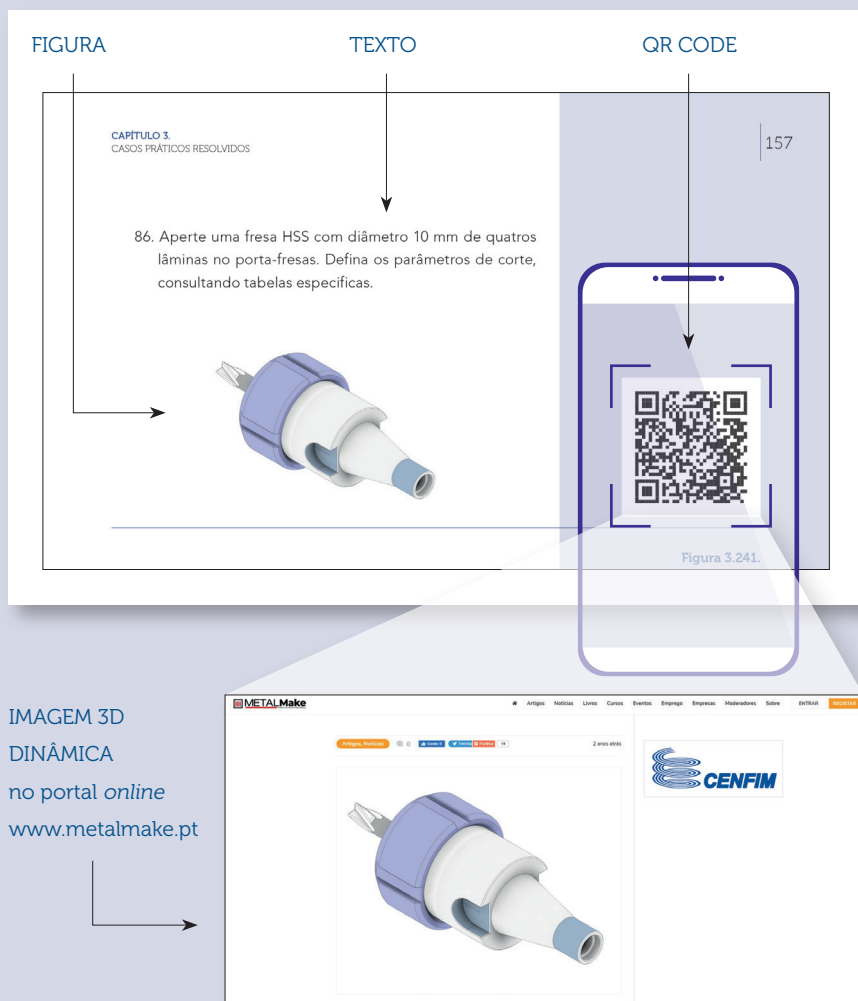 FIGURA
TEXTO
QR CODE
CAPÍTULO 3.
CASOS PRÁTICOS RESOLVIDOS
157
86. Aperte uma fresa HSS com diâmetro 10 mm de quatros
lâminas no porta-fresas. Defina os parâmetros de corte,
consultando tabelas especificas.
Figura 3.241.
IMAGEM 3D
DINÂMICA
no portal online
www.metalmake.pt
METALMake
Artigos Notícias Livros Cursos Eventos Emprego Empresas Moderadores Sobre ENTRAR REGISTAR
Artigos, Notícias 0 2 anos atrás
CENFIM